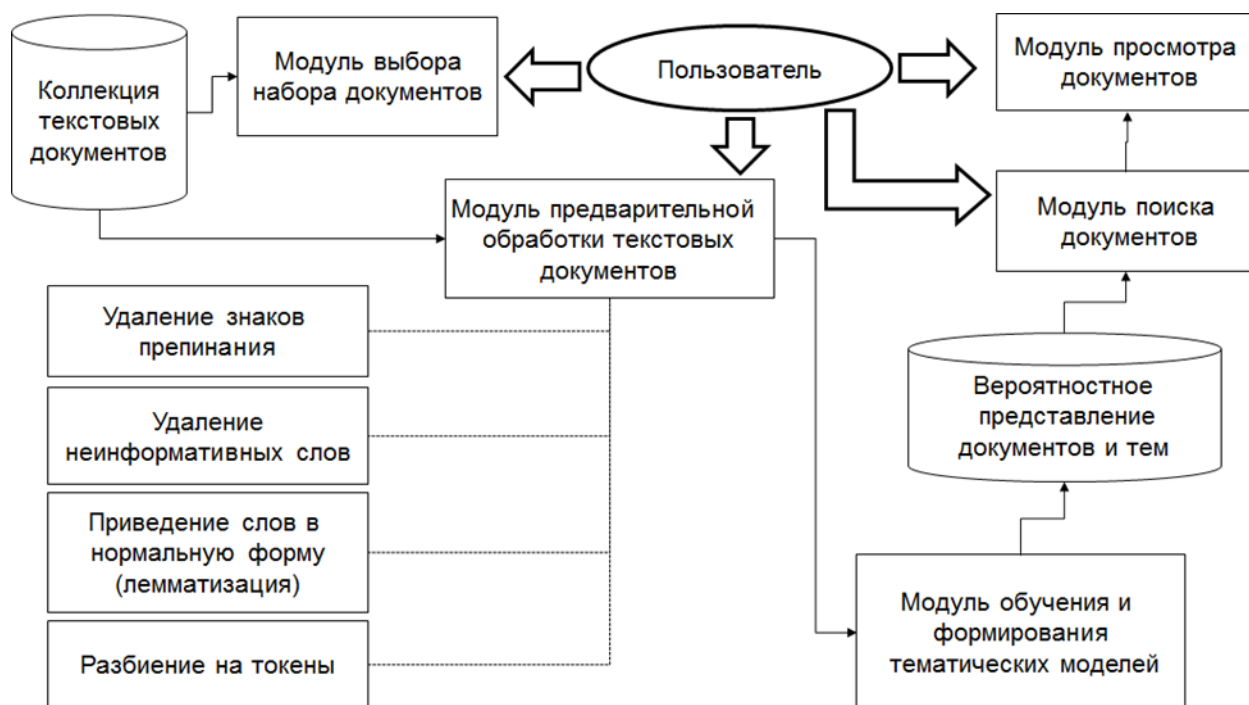 Коллекция
текстовых
документов
Модуль выбора
набора документов
Пользователь
Модуль просмотра
документов
Модуль предварительной
обработки текстовых
документов
Модуль поиска
документов
Удаление знаков
препинания
Удаление
неинформативных слов
Приведение слов в
нормальную форму
(лемматизация)
Разбиение на токены
Вероятностное
представление
документов и тем
Модуль обучения и
формирования
тематических моделей